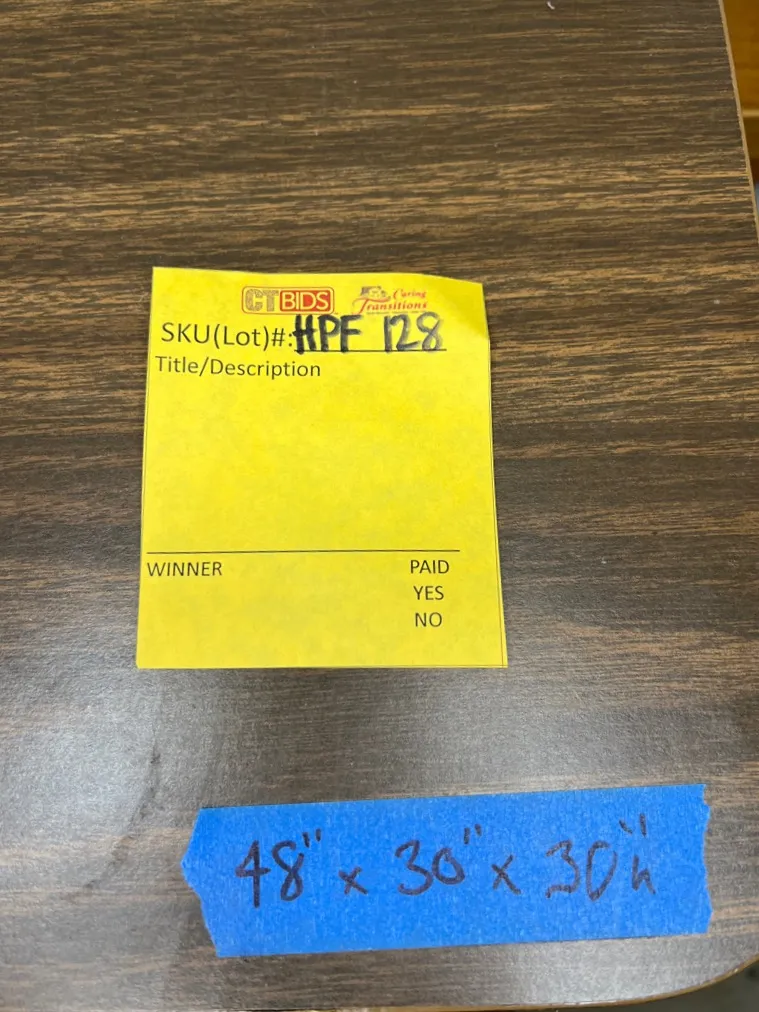 CTBIDS Caring
Transitions
SKU(Lot)#: HPF 128
Title/Description
WINNER PAID
YES
NO
48" x 30" x 30"h